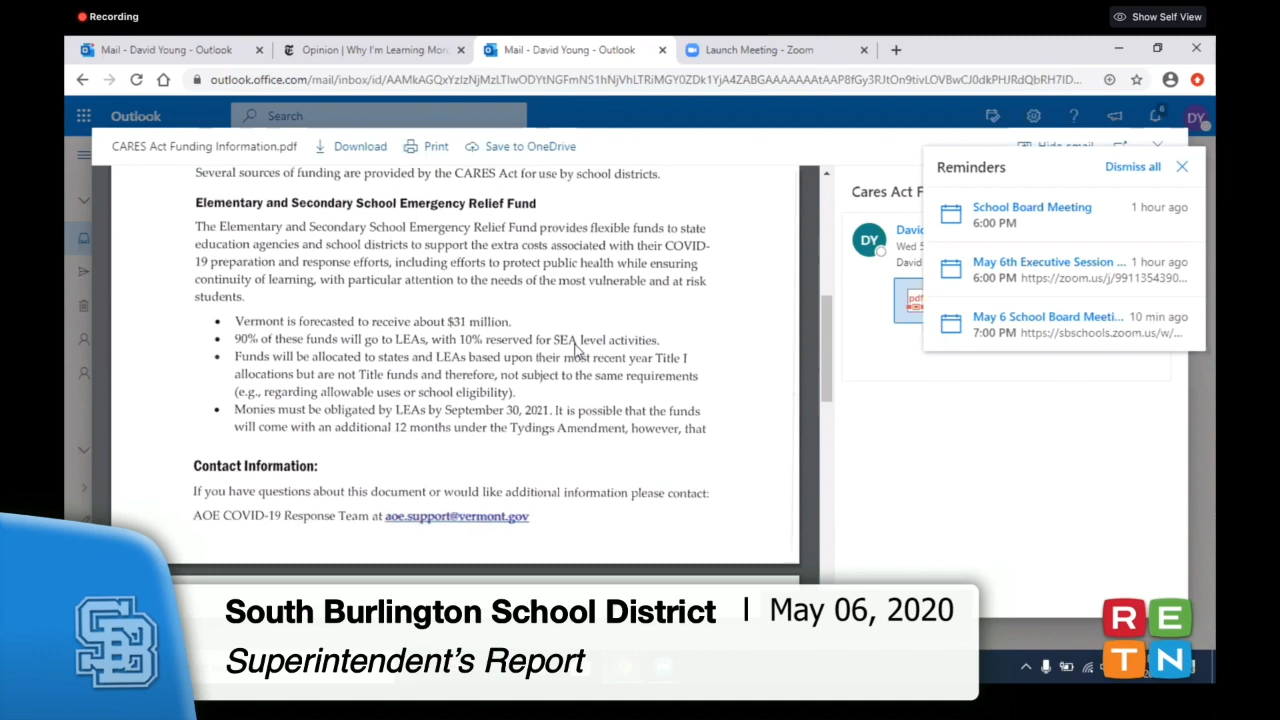 Recording
Show Self View
Mail - David Young - Outlook
Opinion | Why I'm Learning Mor
Mail - David Young - Outlook
Launch Meeting - Zoom
Outlook
Search
6
DY
CARES Act Funding Information.pdf
Download
Print
Save to OneDrive
Hide email
Several sources of funding are provided by the CARES Act for use by school districts.
Elementary and Secondary School Emergency Relief Fund
The Elementary and Secondary School Emergency Relief Fund provides flexible funds to state
education agencies and school districts to support the extra costs associated with their COVID-
19 preparation and response efforts, including efforts to protect public health while ensuring
continuity of learning, with particular attention to the needs of the most vulnerable and at risk
students.
• Vermont is forecasted to receive about $31 million.
• 90% of these funds will go to LEAs, with 10% reserved for SEA level activities.
• Funds will be allocated to states and LEAs based upon their most recent year Title I
allocations but are not Title funds and therefore, not subject to the same requirements
(e.g., regarding allowable uses or school eligibility).
• Monies must be obligated by LEAs by September 30, 2021. It is possible that the funds
will come with an additional 12 months under the Tydings Amendment, however, that
Contact Information:
If you have questions about this document or would like additional information please contact:
AOE COVID-19 Response Team at aoe.support@vermont.gov
Cares Act F
DY
David
Wed 5
David
pdf
Reminders
Dismiss all
School Board Meeting
1 hour ago
6:00 PM
May 6th Executive Session ...
1 hour ago
6:00 PM https://zoom.us/j/9911354390...
May 6 School Board Meeti...
10 min ago
7:00 PM https://sbschools.zoom.us/w/...
SB
South Burlington School District | May 06, 2020
Superintendent's Report
RETN